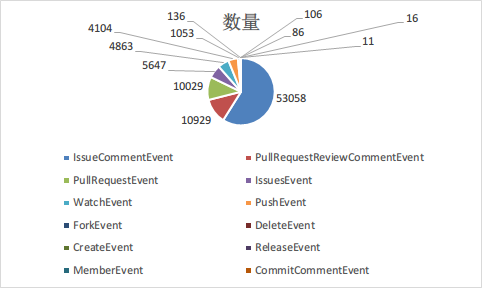 数量
136
106
16
4104
1053
86
11
4863
5647
10029
53058
10929
IssueCommentEvent
PullRequestReviewCommentEvent
PullRequestEvent
IssuesEvent
WatchEvent
PushEvent
ForkEvent
DeleteEvent
CreateEvent
ReleaseEvent
MemberEvent
CommitCommentEvent